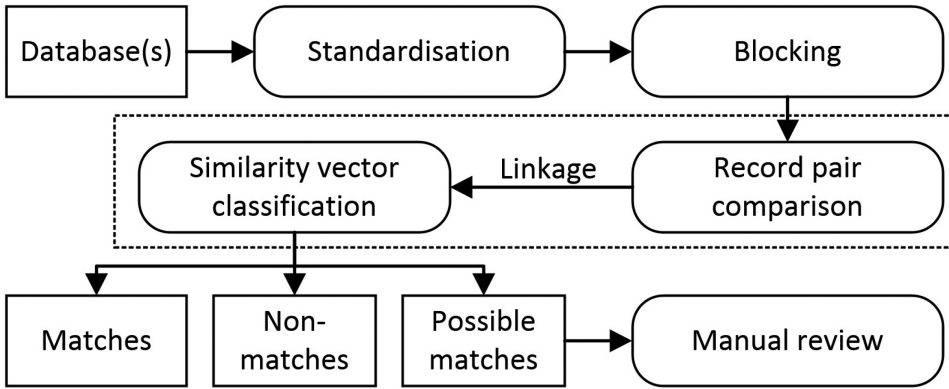 Database(s)
Standardisation
Blocking
Similarity vector
classification
Linkage
Record pair
comparison
Matches
Non-
matches
Possible
matches
Manual review